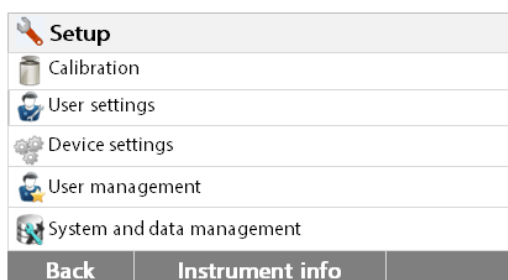 Setup
Calibration
User settings
Device settings
User management
System and data management
Back Instrument info